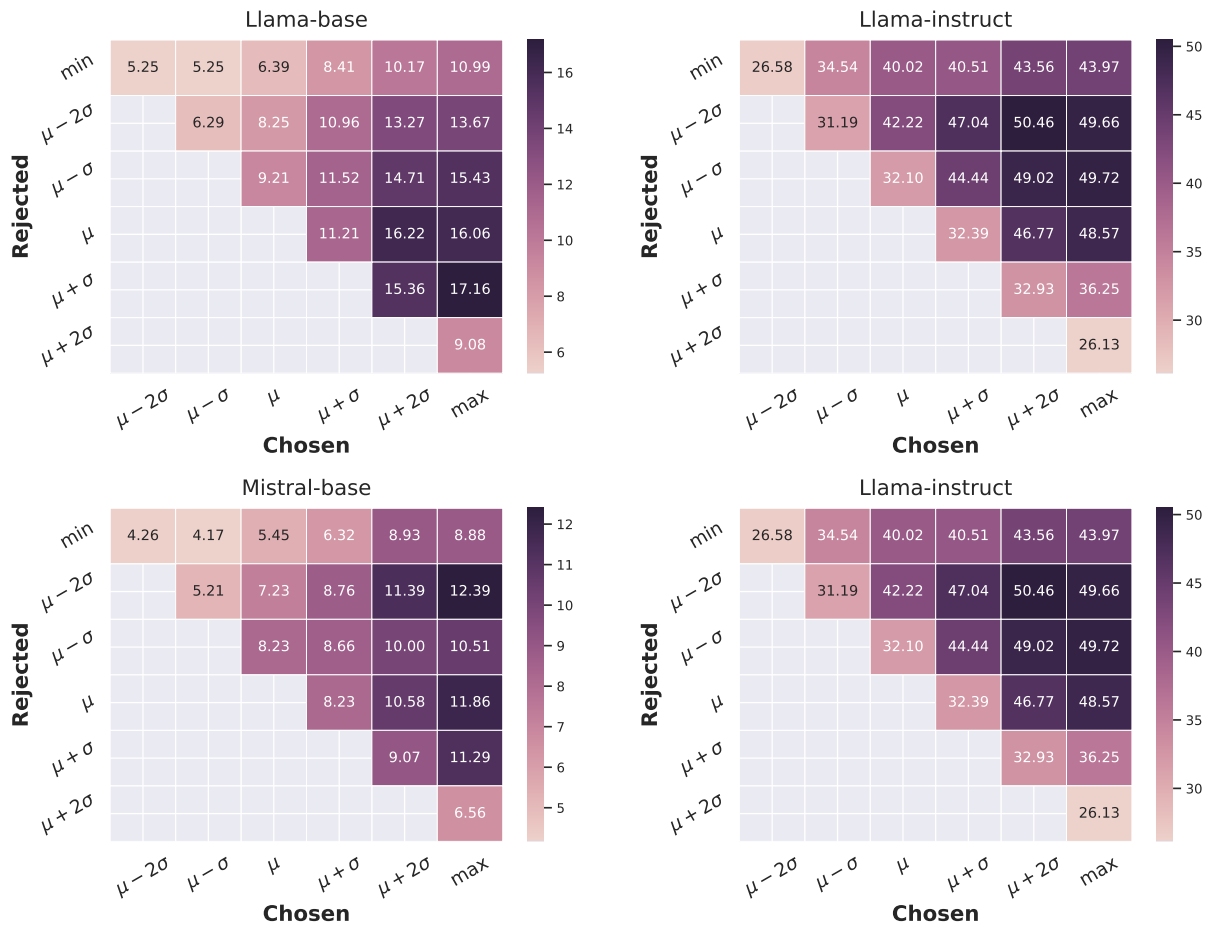 Llama-base
min 5.25 5.25 6.39 8.41 10.17 10.99
μ − 2σ 6.29 8.25 10.96 13.27 13.67
μ − σ 9.21 11.52 14.71 15.43
μ 11.21 16.22 16.06
μ + σ 15.36 17.16
μ + 2σ 9.08
Rejected
μ − 2σ μ − σ μ μ + σ μ + 2σ max
Chosen
16
14
12
10
8
6
Llama-instruct
min 26.58 34.54 40.02 40.51 43.56 43.97
μ − 2σ 31.19 42.22 47.04 50.46 49.66
μ − σ 32.10 44.44 49.02 49.72
μ 32.39 46.77 48.57
μ + σ 32.93 36.25
μ + 2σ 26.13
Rejected
μ − 2σ μ − σ μ μ + σ μ + 2σ max
Chosen
50
45
40
35
30
Mistral-base
min 4.26 4.17 5.45 6.32 8.93 8.88
μ − 2σ 5.21 7.23 8.76 11.39 12.39
μ − σ 8.23 8.66 10.00 10.51
μ 8.23 10.58 11.86
μ + σ 9.07 11.29
μ + 2σ 6.56
Rejected
μ − 2σ μ − σ μ μ + σ μ + 2σ max
Chosen
12
11
10
9
8
7
6
5
Llama-instruct
min 26.58 34.54 40.02 40.51 43.56 43.97
μ − 2σ 31.19 42.22 47.04 50.46 49.66
μ − σ 32.10 44.44 49.02 49.72
μ 32.39 46.77 48.57
μ + σ 32.93 36.25
μ + 2σ 26.13
Rejected
μ − 2σ μ − σ μ μ + σ μ + 2σ max
Chosen
50
45
40
35
30